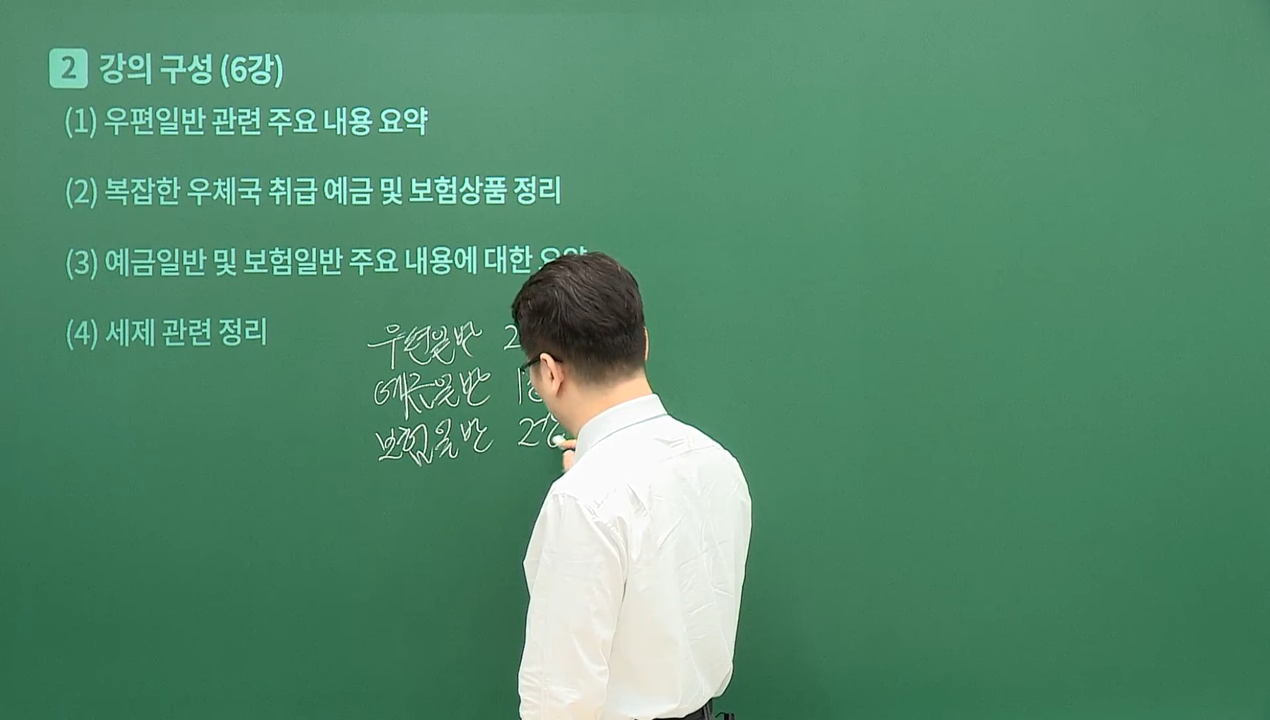 2 강의 구성 (6강)
(1) 우편일반 관련 주요 내용 요약
(2) 복잡한 우체국 취급 예금 및 보험상품 정리
(3) 예금일반 및 보험일반 주요 내용에 대한
(4) 세제 관련 정리
우편일반 2
예금일반
보험일반 2강